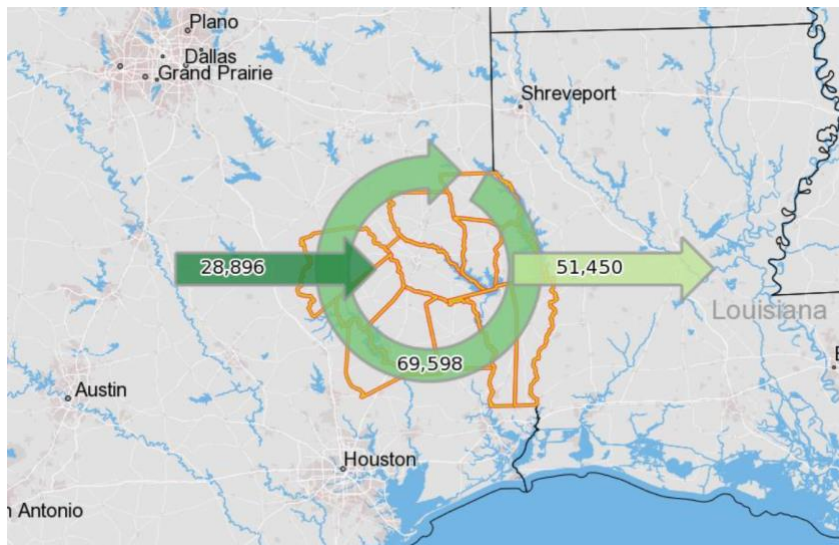 Plano
Dallas
Grand Prairie
Shreveport
28,896
51,450
Louisiana
69,598
Austin
Houston
n Antonio